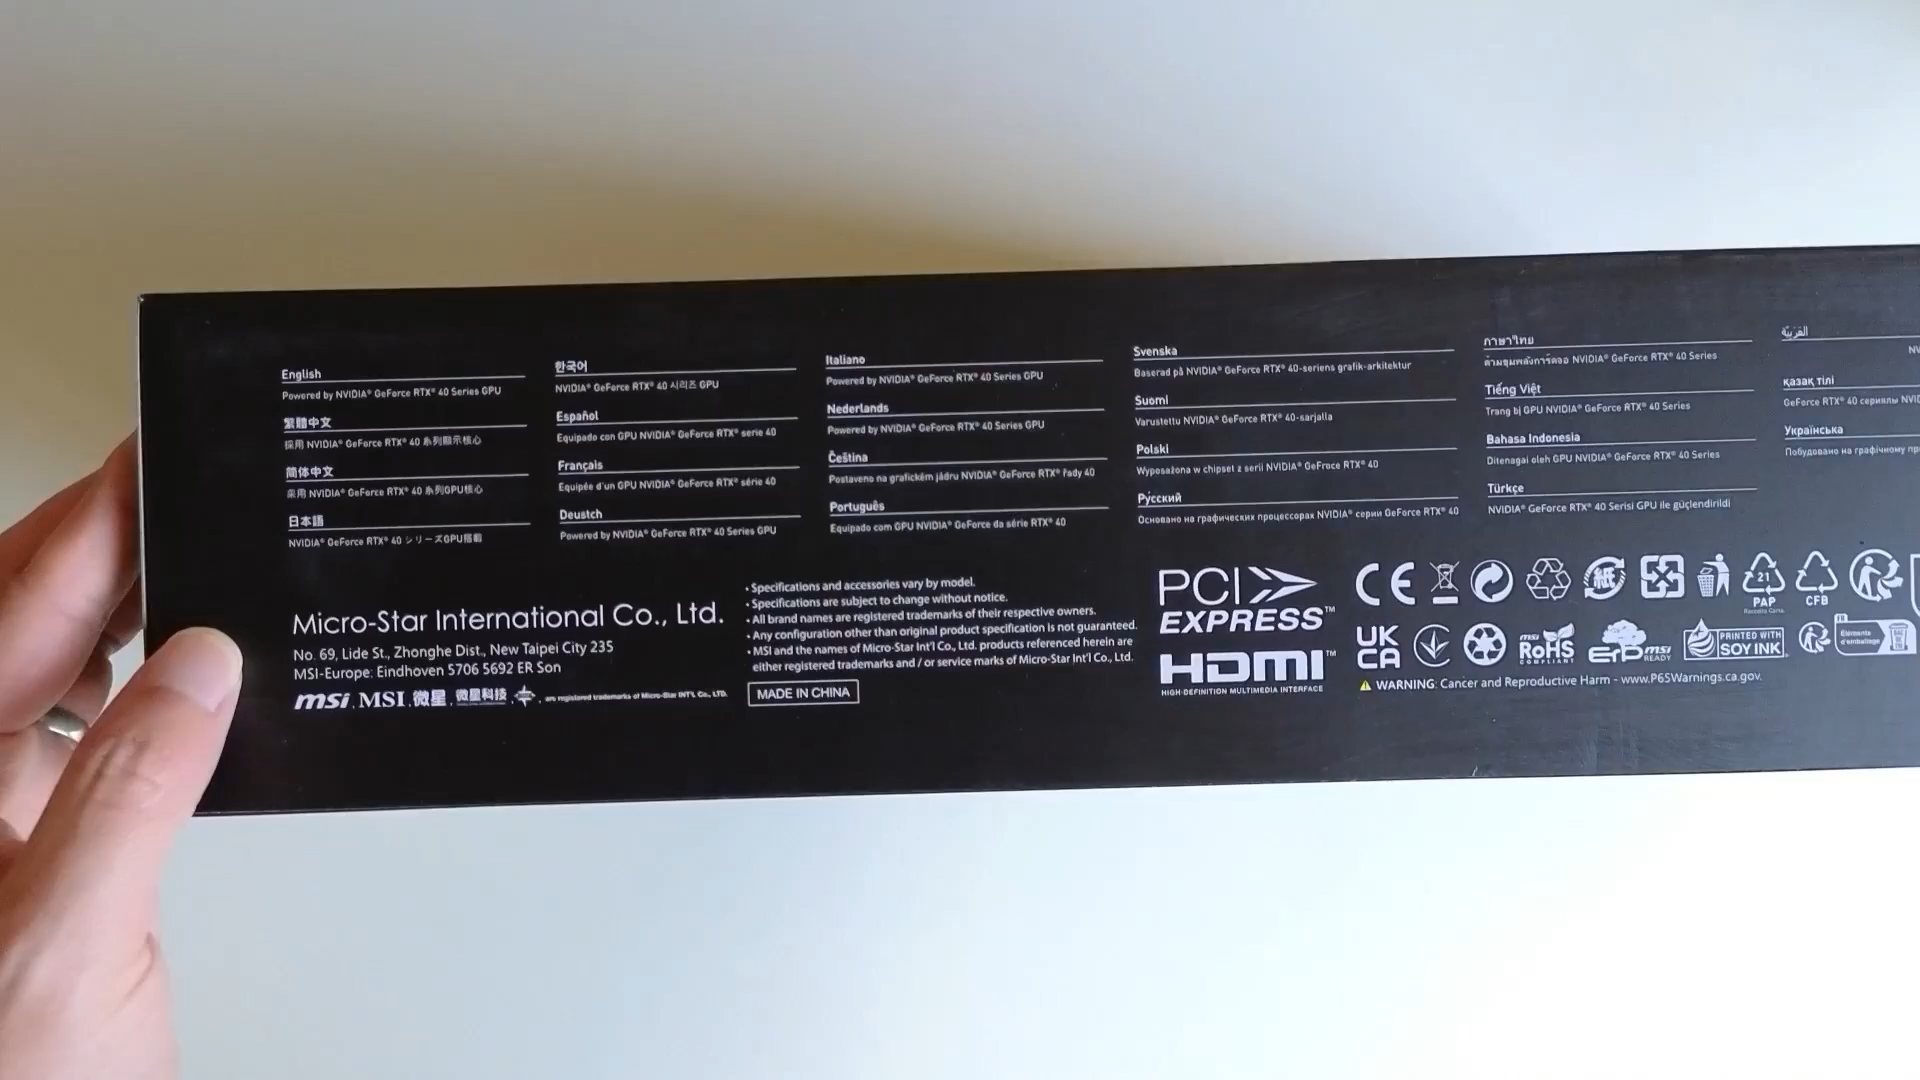 English
Powered by NVIDIA® GeForce RTX® 40 Series GPU
繁體中文
採用 NVIDIA® GeForce RTX® 40 系列顯示核心
简体中文
采用 NVIDIA® GeForce RTX® 40 系列GPU核心
日本語
NVIDIA® GeForce RTX® 40 シリーズGPU搭載
한국어
NVIDIA® GeForce RTX® 40 시리즈 GPU
Español
Equipado con GPU NVIDIA® GeForce RTX® serie 40
Français
Equipée d'un GPU NVIDIA® GeForce RTX® série 40
Deustch
Powered by NVIDIA® GeForce RTX® 40 Series GPU
Italiano
Powered by NVIDIA® GeForce RTX® 40 Series GPU
Nederlands
Powered by NVIDIA® GeForce RTX® 40 Series GPU
Čeština
Postaveno na grafickém jádru NVIDIA® GeForce RTX® řady 40
Português
Equipado com GPU NVIDIA® GeForce da série RTX® 40
Svenska
Baserad på NVIDIA® GeForce RTX® 40-seriens grafik-arkitektur
Suomi
Varustettu NVIDIA® GeForce RTX® 40-sarjalla
Polski
Wyposażona w chipset z serii NVIDIA® GeFroce RTX® 40
Ру́сский
Основано на графических процессорах NVIDIA® серии GeForce RTX® 40
ภาษาไทย
ด้วยขุมพลังการ์ดจอ NVIDIA® GeForce RTX® 40 Series
Tiếng Việt
Trang bị GPU NVIDIA® GeForce RTX® 40 Series
Bahasa Indonesia
Ditenagai oleh GPU NVIDIA® GeForce RTX® 40 Series
Türkçe
NVIDIA® GeForce RTX® 40 Serisi GPU ile güçlendirildi
العَرَبِيَّة
қазақ тілі
GeForce RTX® 40 сериялы
Українська
Побудовано на графічному
Micro-Star International Co., Ltd.
No. 69, Lide St., Zhonghe Dist., New Taipei City 235
MSI-Europe: Eindhoven 5706 5692 ER Son
msi, MSI, 微星, 微星科技, are registered trademarks of Micro-Star INT'L Co., LTD.
• Specifications and accessories vary by model.
• Specifications are subject to change without notice.
• All brand names are registered trademarks of their respective owners.
• Any configuration other than original product specification is not guaranteed.
• MSI and the names of Micro-Star Int'l Co., Ltd. products referenced herein are
either registered trademarks and / or service marks of Micro-Star Int'l Co., Ltd.
MADE IN CHINA
PCI
EXPRESS™
HDMI™
HIGH-DEFINITION MULTIMEDIA INTERFACE
CE
紙
21
PAP
CFB
UK
CA
msi
RoHS
COMPLIANT
ErP msi
READY
PRINTED WITH
SOY INK
FR
Éléments
d'emballage
WARNING: Cancer and Reproductive Harm - www.P65Warnings.ca.gov.